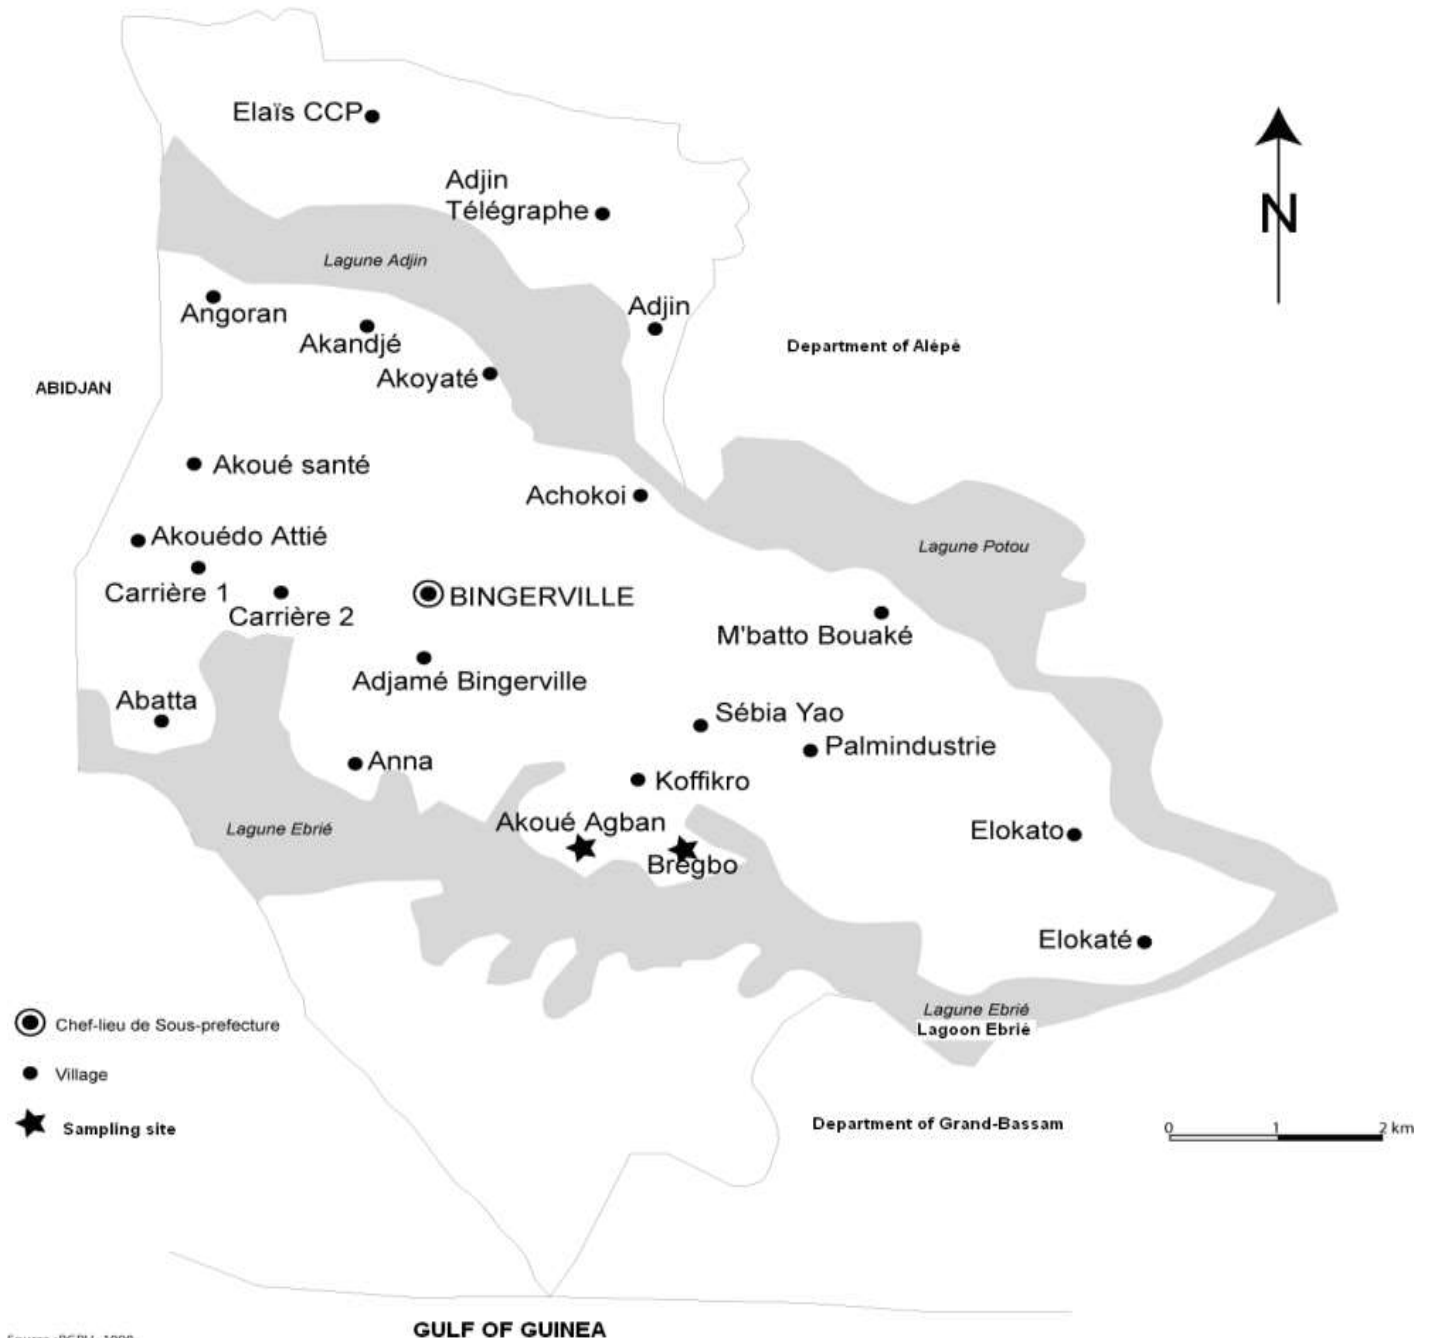 Elaïs CCP
Adjin
Télégraphe
Lagune Adjin
Angoran
Adjin
Akandjé
Department of Alépé
Akoyaté
ABIDJAN
Akoué santé
Achokoi
Akouédo Attié
Lagune Potou
Carrière 1
BINGERVILLE
Carrière 2
M'batto Bouaké
Adjamé Bingerville
Abatta
Sébia Yao
Palmindustrie
Anna
Koffikro
Akoué Agban
Lagune Ebrié
Elokato
Bregbo
Elokaté
Lagune Ebrié
Lagoon Ebrié
Chef-lieu de Sous-prefecture
Village
Sampling site
Department of Grand-Bassam
0 1 2 km
N
GULF OF GUINEA